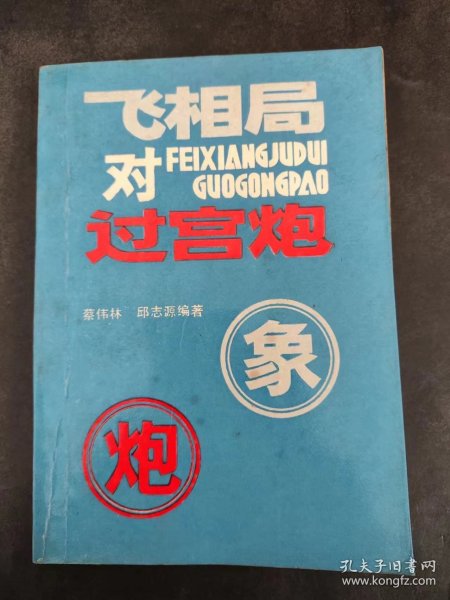 飞相局
对
FEIXIANGJUDUI
GUOGONGPAO
过宫炮
蔡伟林 邱志源编著
象
炮
孔夫子旧书网
www.kongfz.com